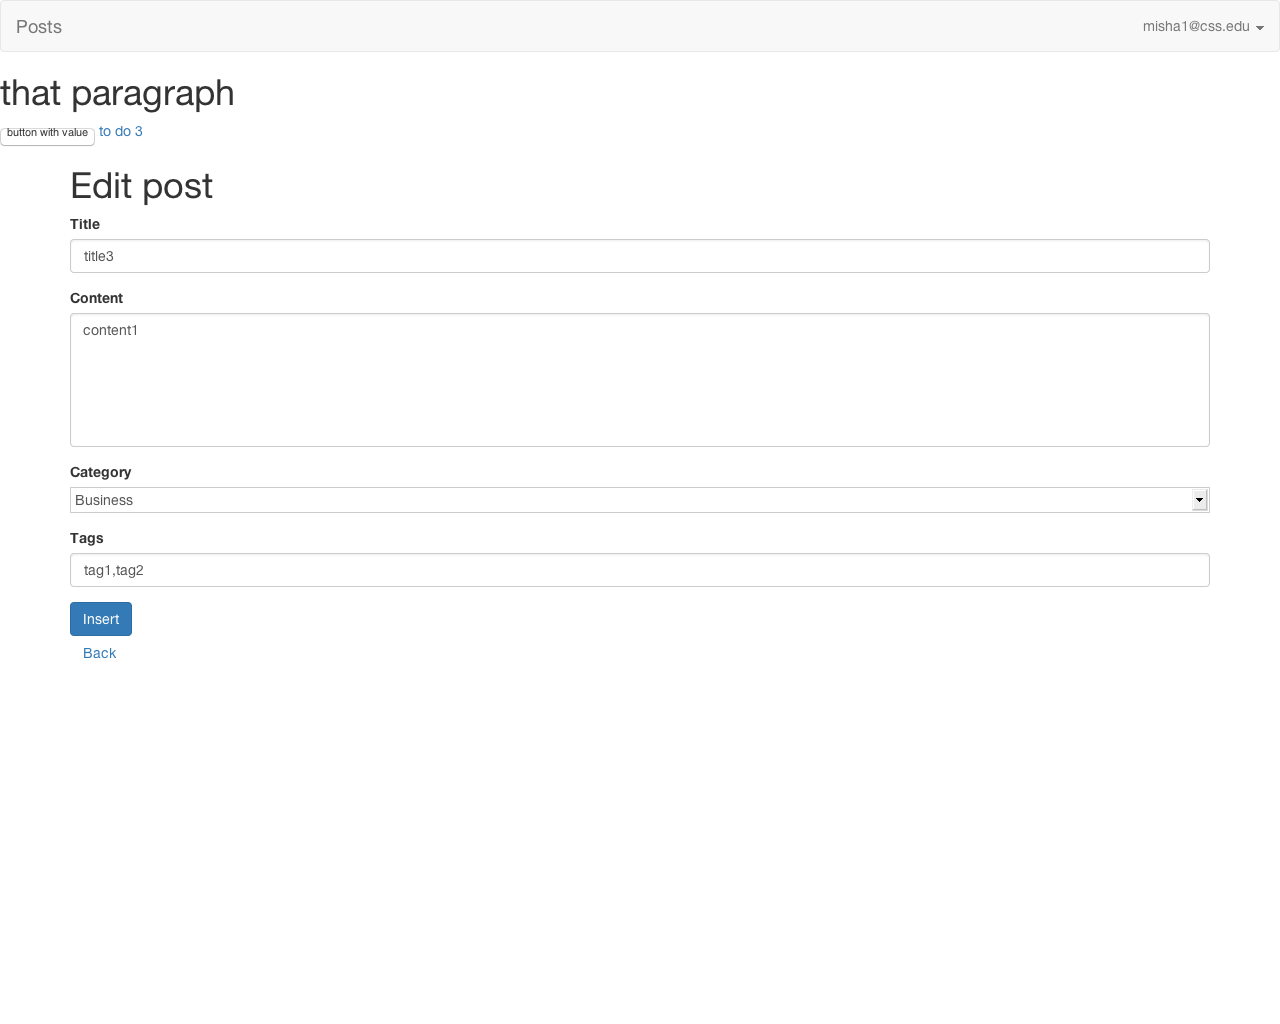 Posts misha1@css.edu
that paragraph
button with value to do 3
Edit post
Title
title3
Content
content1
Category
Business
Tags
tag1,tag2
Insert
Back